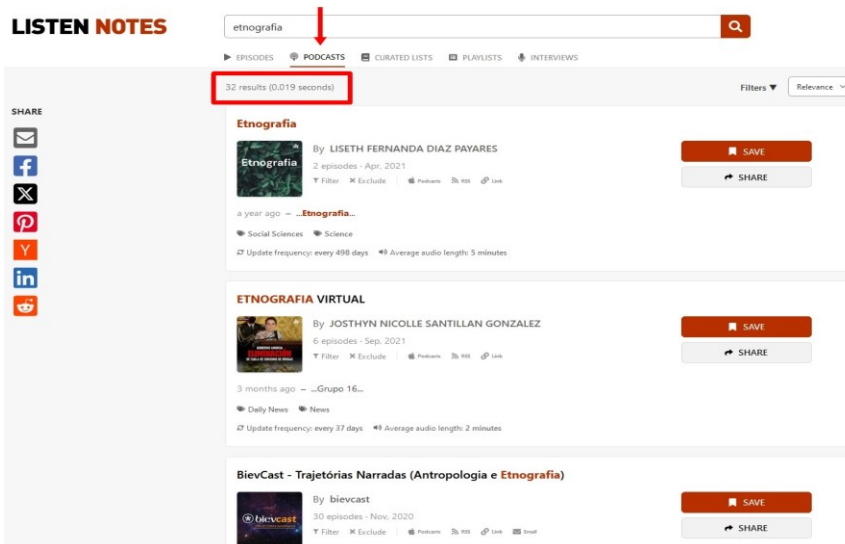 LISTEN NOTES
etnografia
EPISODES PODCASTS CURATED LISTS PLAYLISTS INTERVIEWS
32 results (0.019 seconds)
Filters ▼ Relevance
SHARE
Etnografia
Etnografia
By LISETH FERNANDA DIAZ PAYARES
2 episodes - Apr, 2021
Filter Exclude Podcasts RSS Link
SAVE
SHARE
a year ago – ...Etnografia...
Social Sciences Science
Update frequency: every 498 days Average audio length: 5 minutes
ETNOGRAFIA VIRTUAL
ELIMINACIÓN
By JOSTHYN NICOLLE SANTILLAN GONZALEZ
6 episodes - Sep, 2021
Filter Exclude Podcasts RSS Link
SAVE
SHARE
3 months ago – ...Grupo 16...
Daily News News
Update frequency: every 37 days Average audio length: 2 minutes
BievCast - Trajetórias Narradas (Antropologia e Etnografia)
bievcast
By bievcast
30 episodes - Nov, 2020
Filter Exclude Podcasts RSS Link Email
SAVE
SHARE